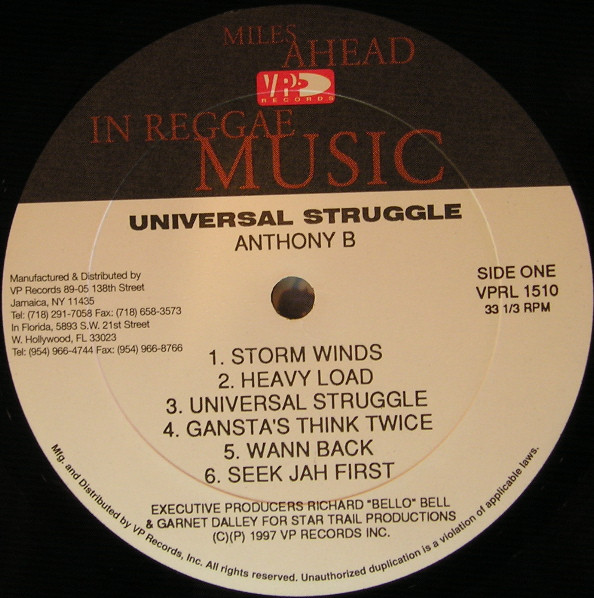 MILES
AHEAD
VP
RECORDS
IN REGGAE
MUSIC
UNIVERSAL STRUGGLE
ANTHONY B
Manufactured & Distributed by
VP Records 89-05 138th Street
Jamaica, NY 11435
Tel: (718) 291-7058 Fax: (718) 658-3573
In Florida, 5893 S.W. 21st Street
W. Hollywood, FL 33023
Tel: (954) 966-4744 Fax: (954) 966-8766
SIDE ONE
VPRL 1510
33 1/3 RPM
1. STORM WINDS
2. HEAVY LOAD
3. UNIVERSAL STRUGGLE
4. GANSTA'S THINK TWICE
5. WANN BACK
6. SEEK JAH FIRST
EXECUTIVE PRODUCERS RICHARD "BELLO" BELL
& GARNET DALLEY FOR STAR TRAIL PRODUCTIONS
(C)(P) 1997 VP RECORDS INC.
Mfg. and Distributed by VP Records, Inc. All rights reserved. Unauthorized duplication is a violation of applicable laws.